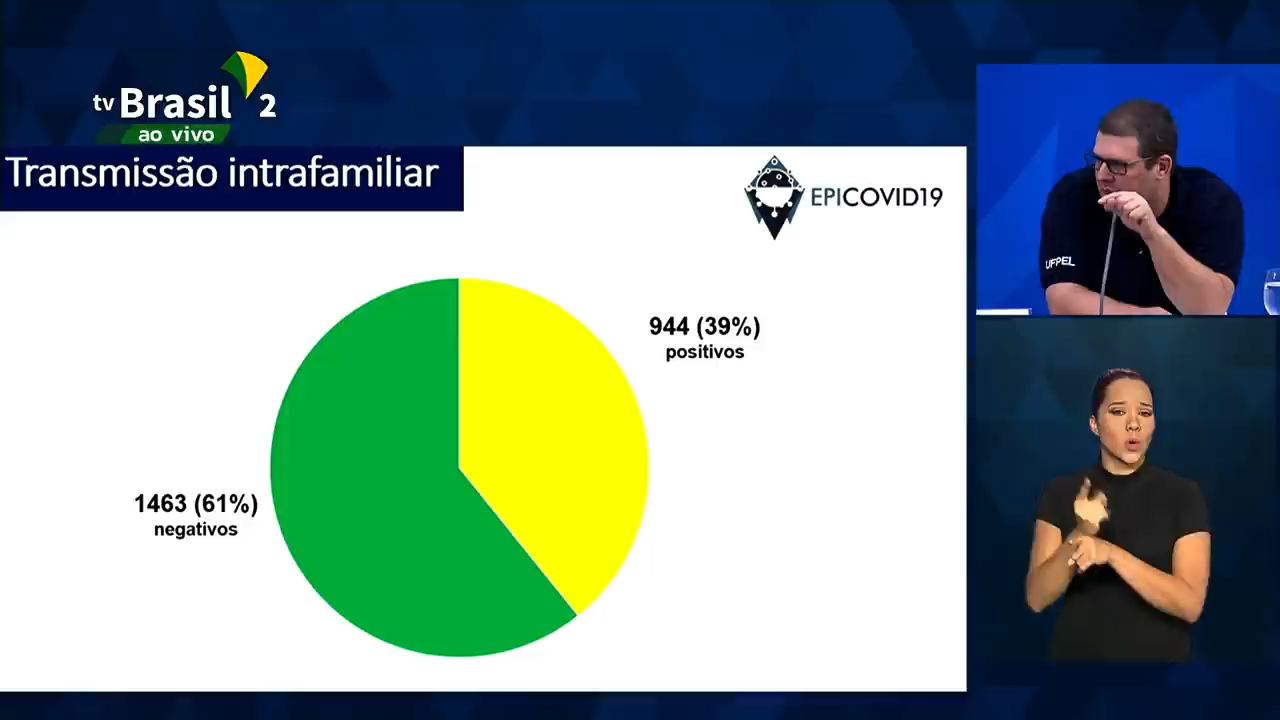 tv Brasil 2
ao vivo
Transmissão intrafamiliar
EPICOVID19
944 (39%)
positivos
1463 (61%)
negativos
UFPEL